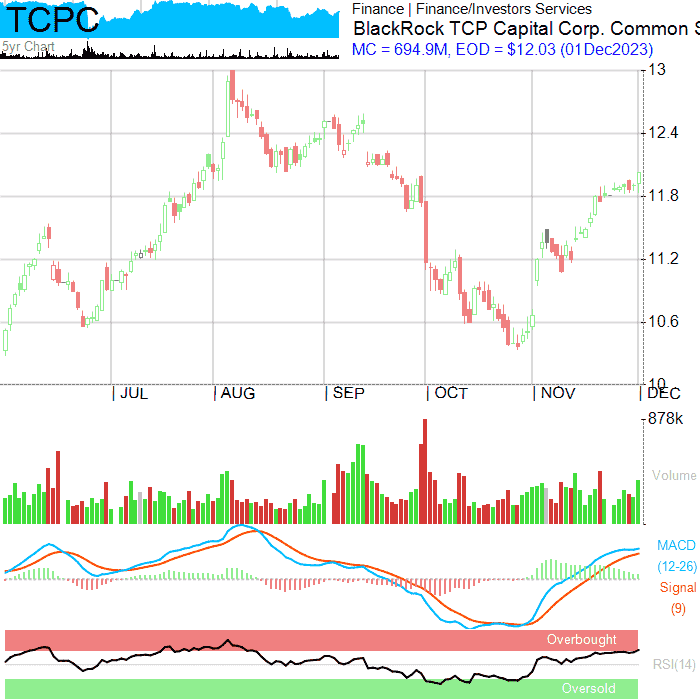 TCPC
5yr Chart
Finance | Finance/Investors Services
BlackRock TCP Capital Corp. Common S
MC = 694.9M, EOD = $12.03 (01Dec2023)
13
12.4
11.8
11.2
10.6
10
| JUL | AUG | SEP | OCT | NOV | DEC
878k
Volume
MACD
(12-26)
Signal
(9)
Overbought
RSI(14)
Oversold